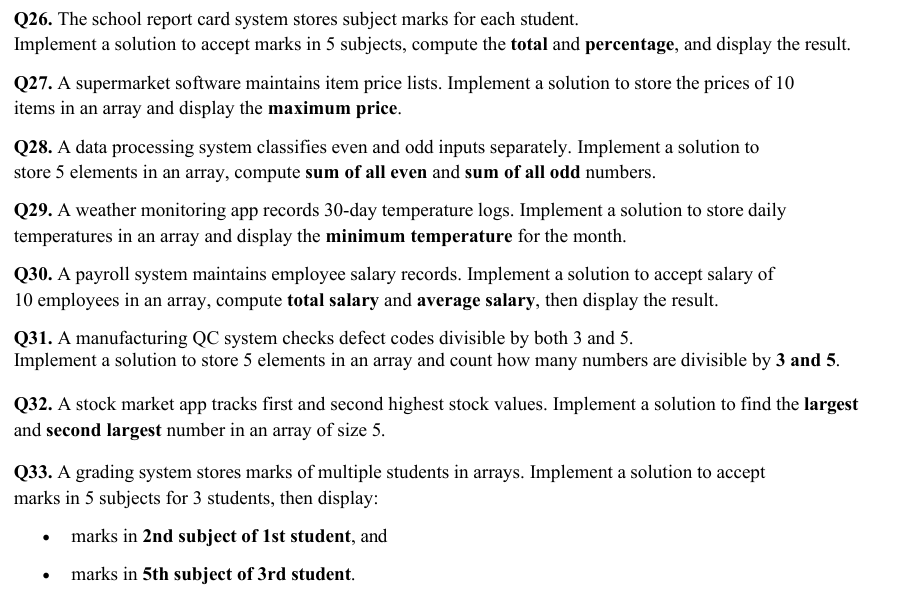 Q26. The school report card system stores subject marks for each student.
Implement a solution to accept marks in 5 subjects, compute the total and percentage, and display the result.
Q27. A supermarket software maintains item price lists. Implement a solution to store the prices of 10
items in an array and display the maximum price.
Q28. A data processing system classifies even and odd inputs separately. Implement a solution to
store 5 elements in an array, compute sum of all even and sum of all odd numbers.
Q29. A weather monitoring app records 30-day temperature logs. Implement a solution to store daily
temperatures in an array and display the minimum temperature for the month.
Q30. A payroll system maintains employee salary records. Implement a solution to accept salary of
10 employees in an array, compute total salary and average salary, then display the result.
Q31. A manufacturing QC system checks defect codes divisible by both 3 and 5.
Implement a solution to store 5 elements in an array and count how many numbers are divisible by 3 and 5.
Q32. A stock market app tracks first and second highest stock values. Implement a solution to find the largest
and second largest number in an array of size 5.
Q33. A grading system stores marks of multiple students in arrays. Implement a solution to accept
marks in 5 subjects for 3 students, then display:
• marks in 2nd subject of 1st student, and
• marks in 5th subject of 3rd student.